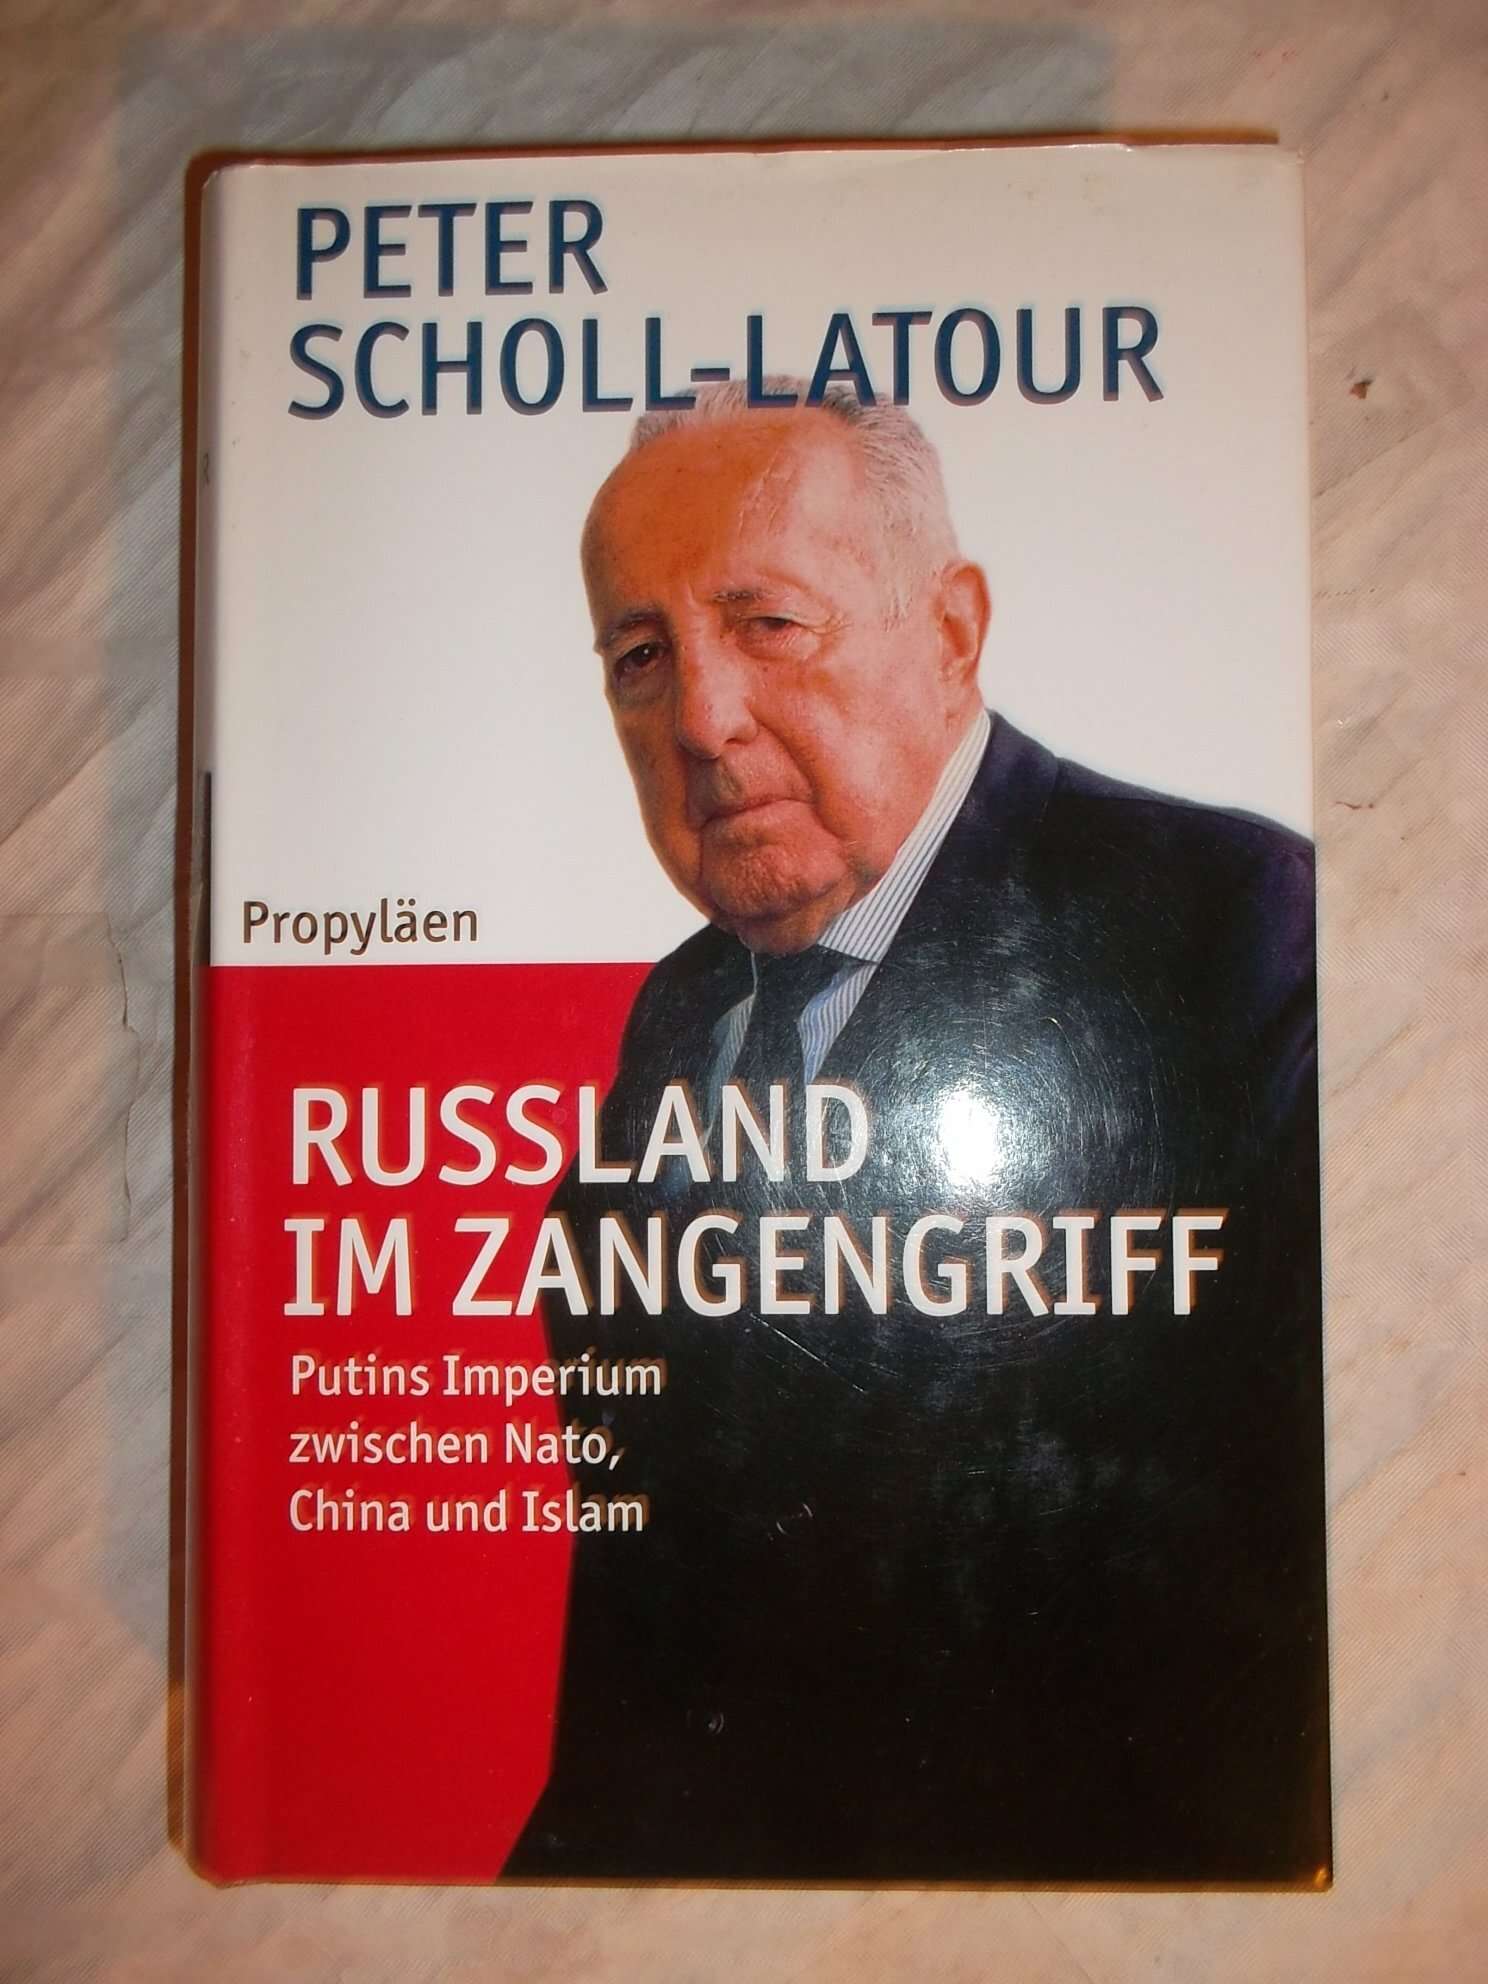 PETER
SCHOLL-LATOUR
Propyläen
RUSSLAND
IM ZANGENGRIFF
Putins Imperium
zwischen Nato,
China und Islam